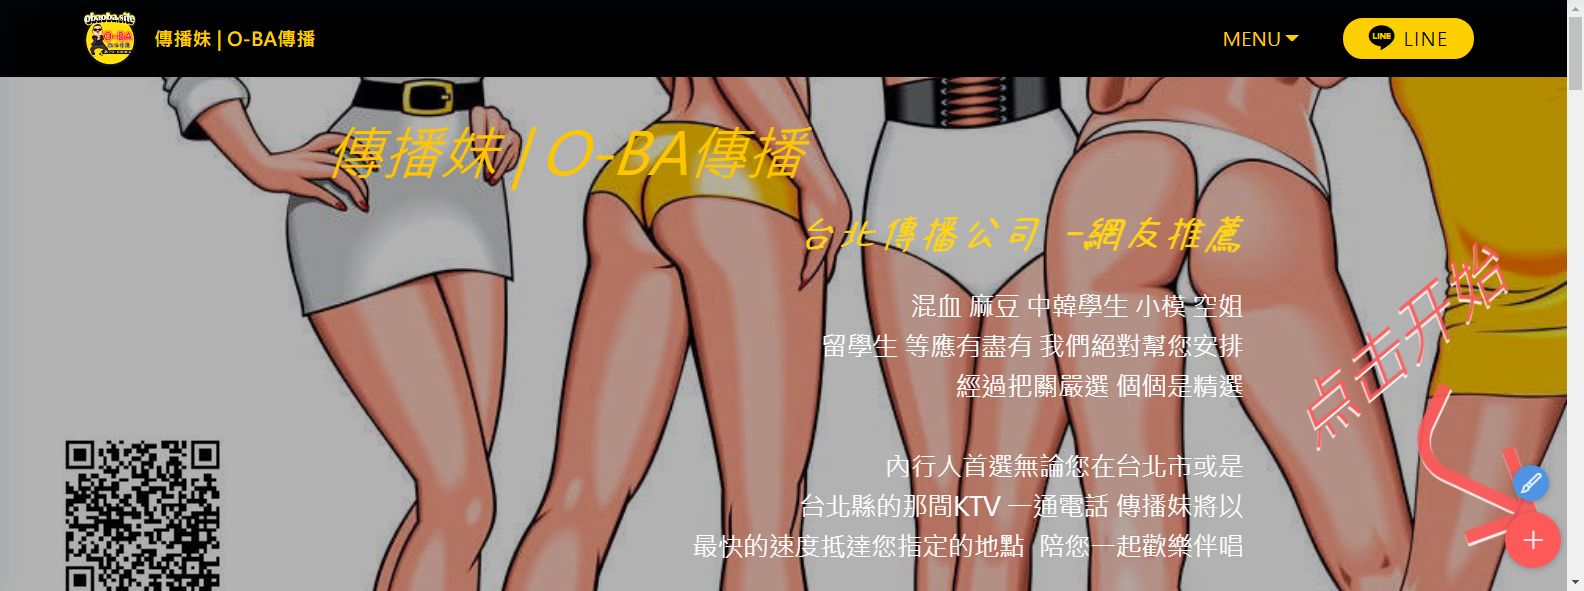 obaoba.site
O-BA
傳播妹 | O-BA傳播
MENU
LINE
LINE
傳播妹 | O-BA傳播
台北傳播公司 -網友推薦
混血 麻豆 中韓學生 小模 空姐
留學生 等應有盡有 我們絕對幫您安排
經過把關嚴選 個個是精選
內行人首選無論您在台北市或是
台北縣的那間KTV 一通電話 傳播妹將以
最快的速度抵達您指定的地點 陪您一起歡樂伴唱
点击开始